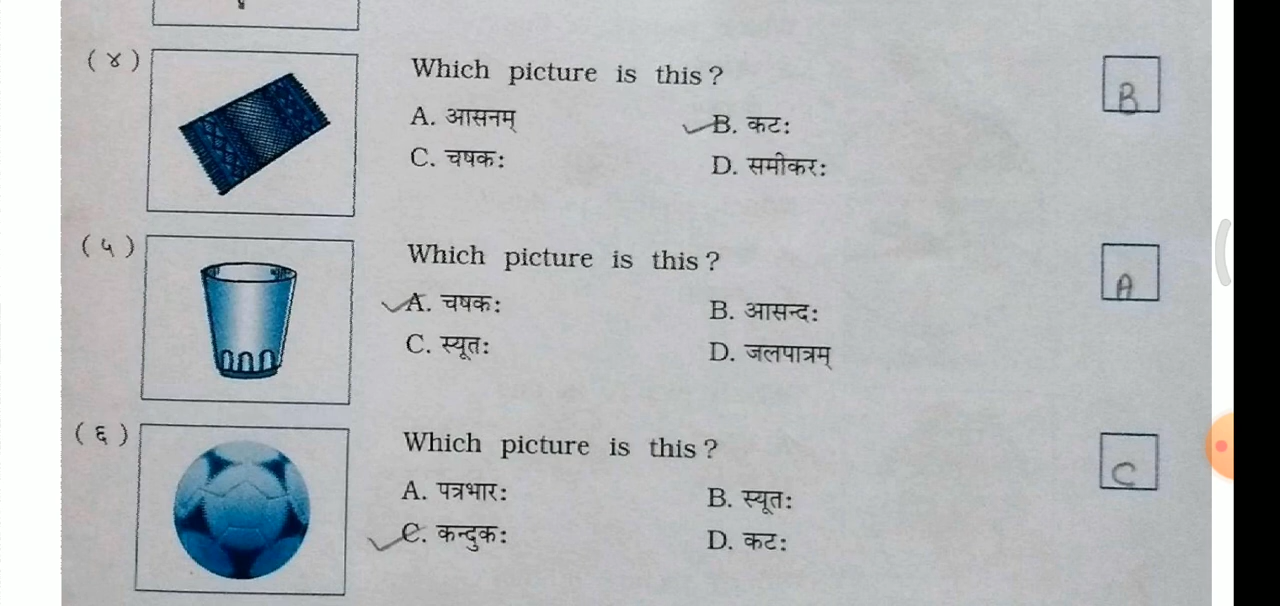 (४) Which picture is this? B
A. आसनम् B. कटः
C. चषकः D. समीकरः
(५) Which picture is this? A
A. चषकः B. आसन्दः
C. स्यूतः D. जलपात्रम्
(६) Which picture is this? C
A. पत्रभारः B. स्यूतः
C. कन्दुकः D. कटः